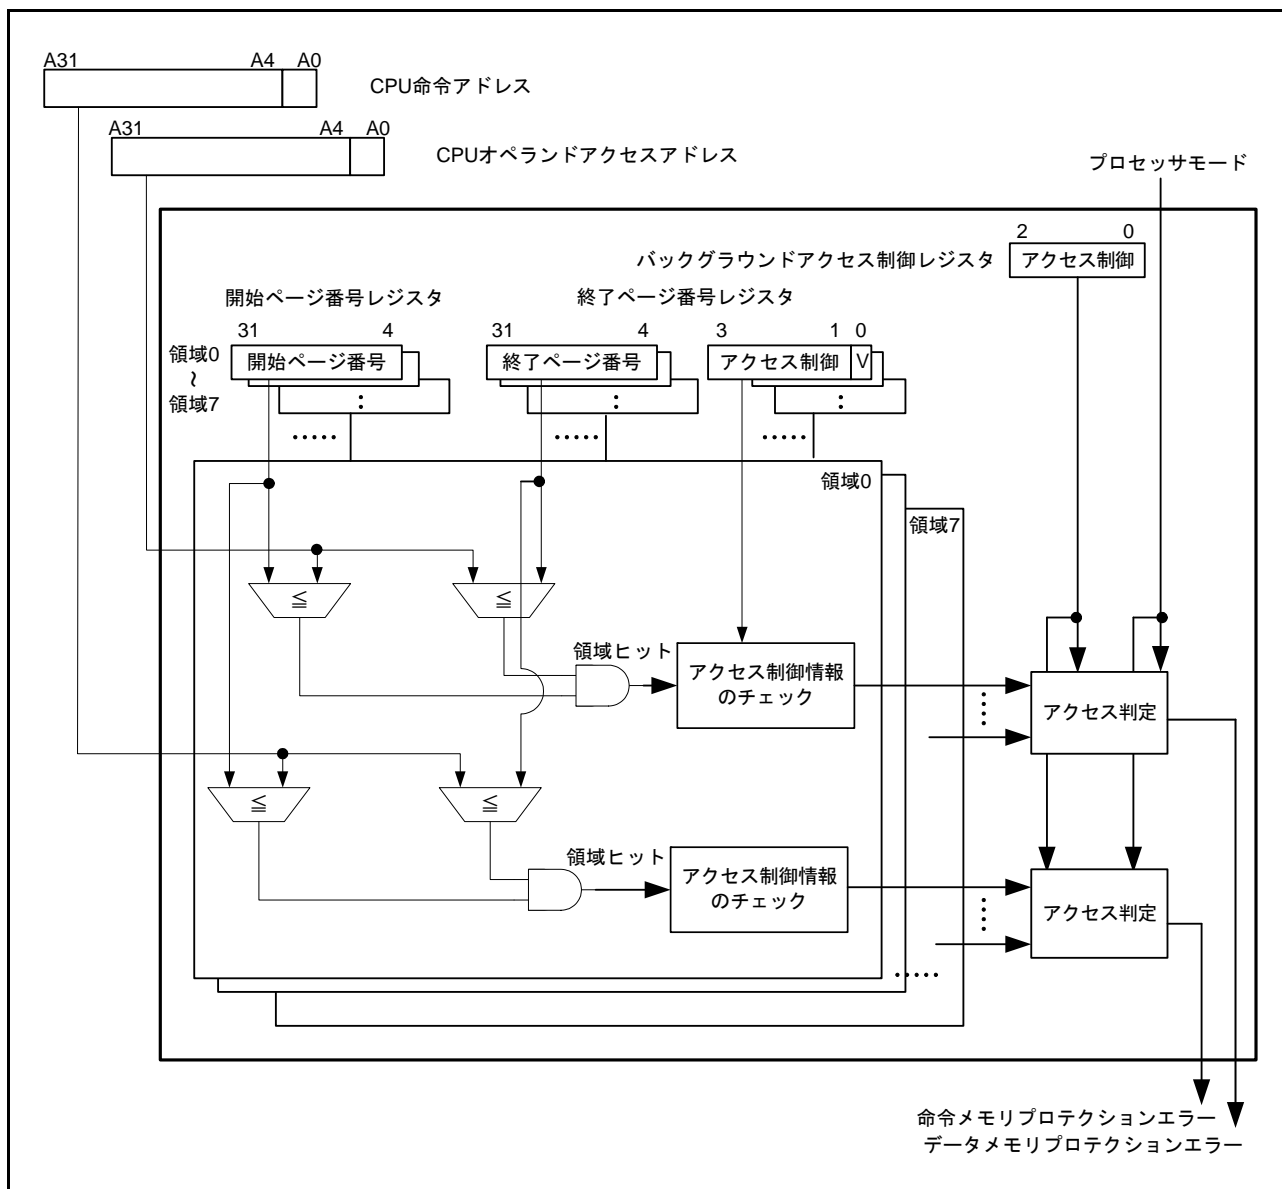 A31 A4 A0
CPU命令アドレス
A31 A4 A0
CPUオペランドアクセスアドレス
プロセッサモード
2 0
バックグラウンドアクセス制御レジスタ アクセス制御
開始ページ番号レジスタ 終了ページ番号レジスタ
31 4 31 4 3 1 0
領域0
~
領域7
開始ページ番号 終了ページ番号 アクセス制御 V
: : :
..... ..... .....
領域0
領域7
≦ ≦
領域ヒット
アクセス制御情報
のチェック
アクセス判定
≦ ≦
領域ヒット
アクセス制御情報
のチェック
アクセス判定
.....
命令メモリプロテクションエラー
データメモリプロテクションエラー